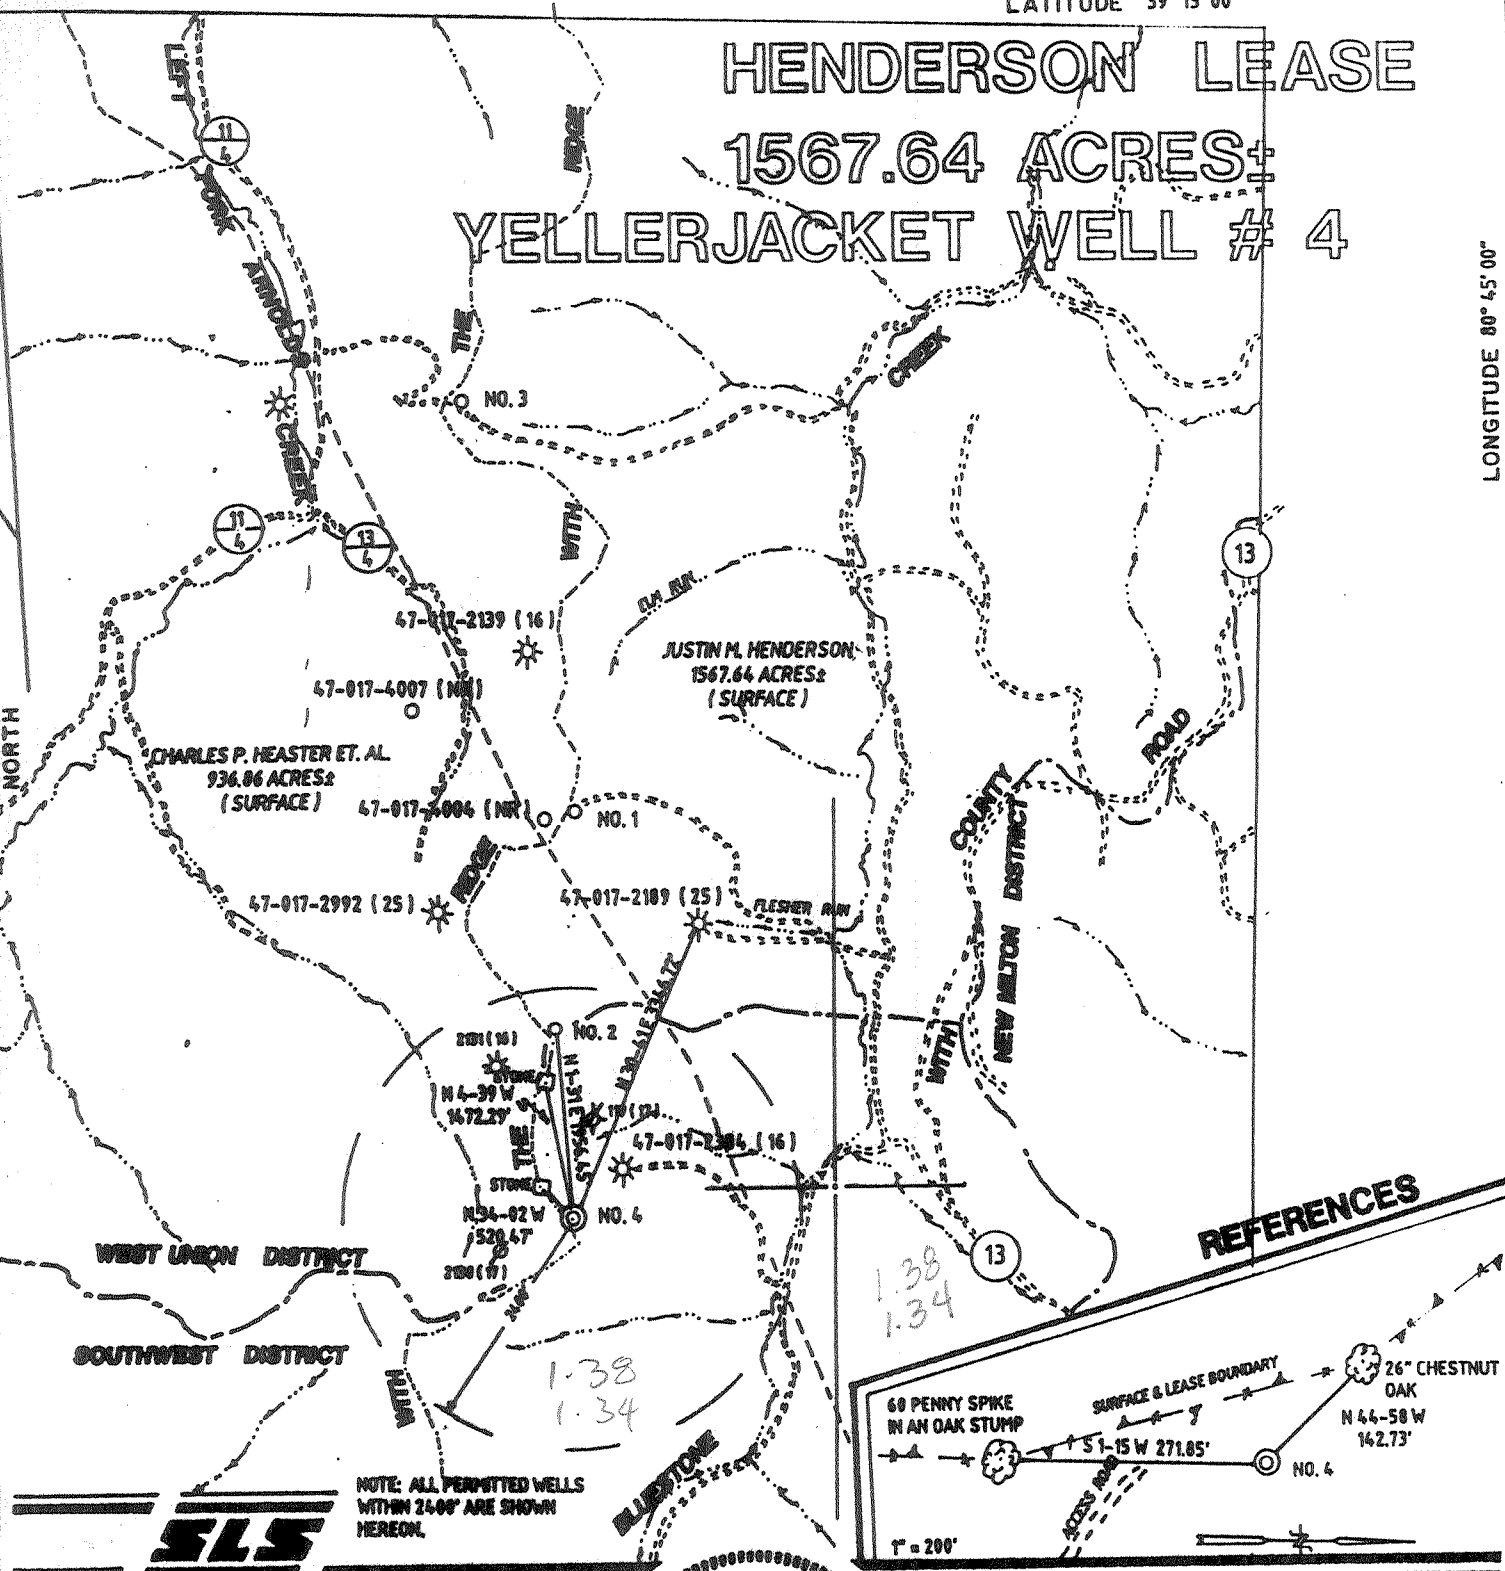 LATITUDE 39 15 00
HENDERSON LEASE
1567.64 ACRES±
YELLERJACKET WELL # 4
LONGITUDE 80° 45' 00"
LEFT
11
4
FORK
ARNOLD
CREEK
RIDGE
THE
NO. 3
WITH
CREEK
11
4
13
4
13
ELM RUN
47-017-2139 (16)
JUSTIN M. HENDERSON
1567.64 ACRES±
(SURFACE)
47-017-4007 (NR)
NORTH
CHARLES P. HEASTER ET. AL.
936.86 ACRES±
(SURFACE)
47-017-4004 (NR)
NO. 1
COUNTY
ROAD
RIDGE
47-017-2992 (25)
47-017-2189 (25)
FLESHER RUN
NEW MILTON DISTRICT
WITH
NO. 2
STONE
N 4-39 W
1472.29'
THE
47-017-2304 (16)
STONE
N 34-02 W
520.47'
NO. 4
WEST UNION DISTRICT
SOUTHWEST DISTRICT
WITH
13
1.38
1.34
1.38
1.34
BLUESTONE
REFERENCES
60 PENNY SPIKE
IN AN OAK STUMP
SURFACE & LEASE BOUNDARY
26" CHESTNUT
OAK
N 44-58 W
142.73'
S 1-15 W 271.85'
NO. 4
ACCESS ROAD
1" = 200'
NOTE: ALL PERMITTED WELLS
WITHIN 2400' ARE SHOWN
HEREON.
SLS